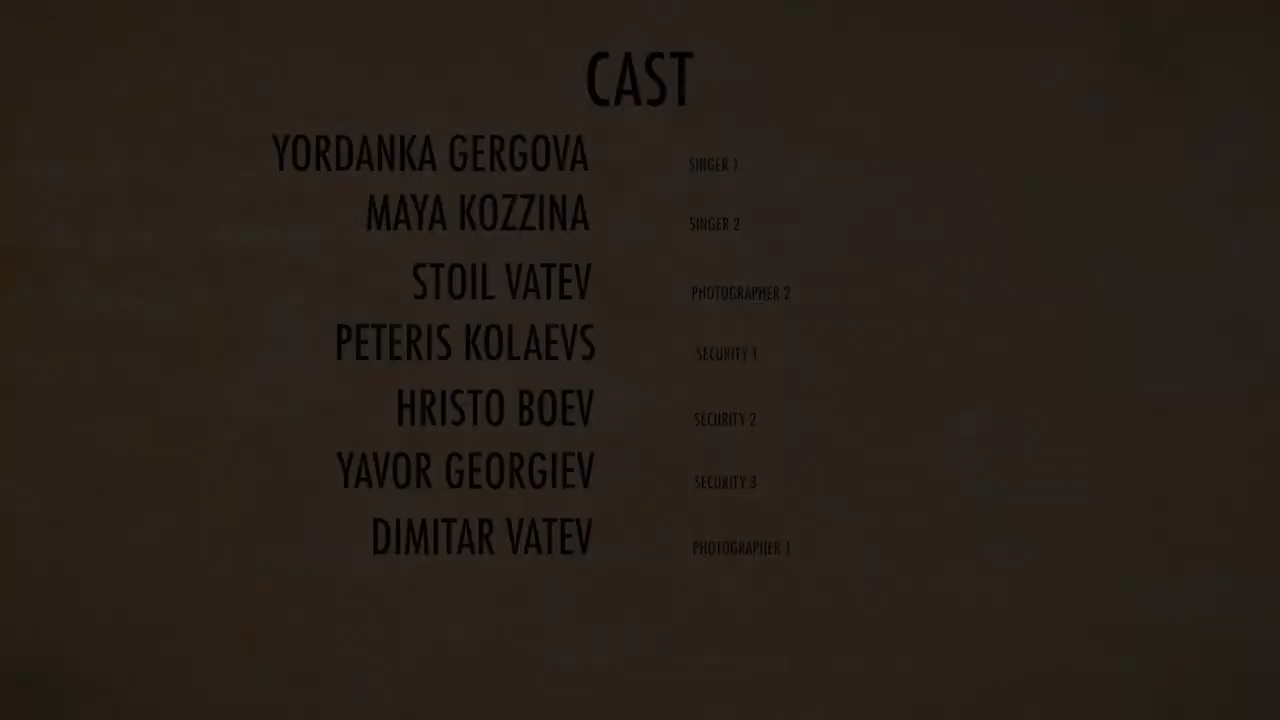 CAST
YORDANKA GERGOVA SINGER 1
MAYA KOZZINA SINGER 2
STOIL VATEV PHOTOGRAPHER 2
PETERIS KOLAEVS SECURITY 1
HRISTO BOEV SECURITY 2
YAVOR GEORGIEV SECURITY 3
DIMITAR VATEV PHOTOGRAPHER 1